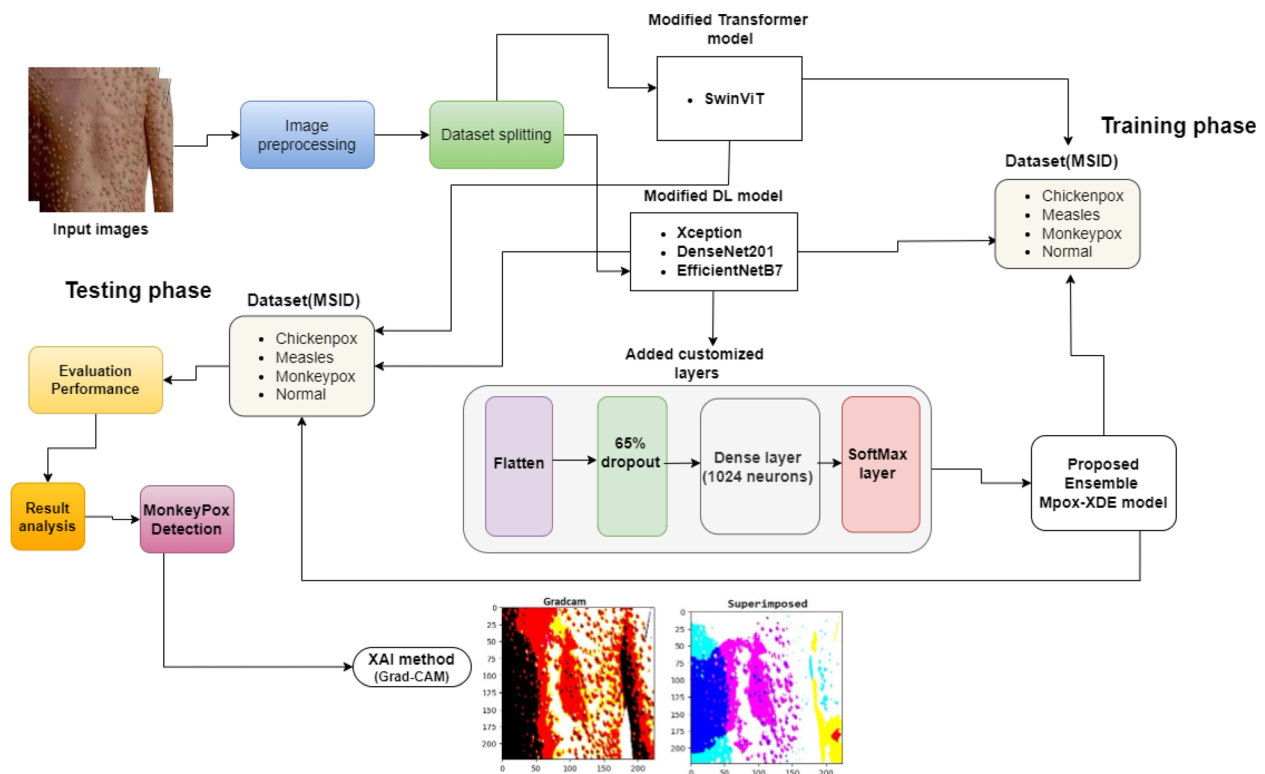 Modified Transformer
model
• SwinViT
Input images
Image
preprocessing
Dataset splitting
Training phase
Dataset(MSID)
• Chickenpox
• Measles
• Monkeypox
• Normal
Modified DL model
• Xception
• DenseNet201
• EfficientNetB7
Testing phase
Dataset(MSID)
• Chickenpox
• Measles
• Monkeypox
• Normal
Evaluation
Performance
Result
analysis
MonkeyPox
Detection
Added customized
layers
Flatten
65%
dropout
Dense layer
(1024 neurons)
SoftMax
layer
Proposed
Ensemble
Mpox-XDE model
XAI method
(Grad-CAM)
Gradcam
0
25
50
75
100
125
150
175
200
0 50 100 150 200
Superimposed
0
25
50
75
100
125
150
175
200
0 50 100 150 200